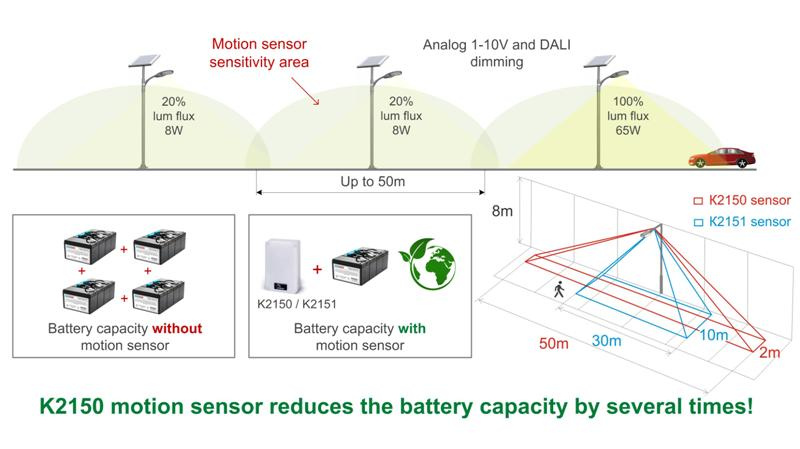 Motion sensor
sensitivity area
Analog 1-10V and DALI
dimming
20%
lum flux
8W
20%
lum flux
8W
100%
lum flux
65W
Up to 50m
+
+
+
+
Battery capacity without
motion sensor
+
K2150 / K2151
Battery capacity with
motion sensor
K2150 sensor
K2151 sensor
8m
50m
30m
10m
2m
K2150 motion sensor reduces the battery capacity by several times!